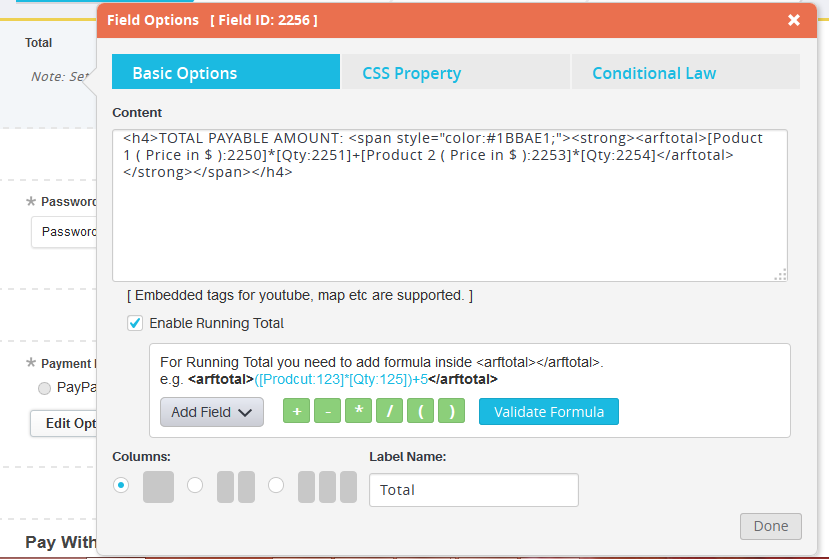 Field Options [ Field ID: 2256 ]
Total
Note: Set
Basic Options
CSS Property
Conditional Law
Content
<h4>TOTAL PAYABLE AMOUNT: <span style="color:#1BBAE1;"><strong><arftotal>[Poduct
1 ( Price in $ ):2250]*[Qty:2251]+[Product 2 ( Price in $ ):2253]*[Qty:2254]</arftotal>
</strong></span></h4>
[ Embedded tags for youtube, map etc are supported. ]
Enable Running Total
For Running Total you need to add formula inside <arftotal></arftotal>.
e.g. <arftotal>([Prodcut:123]*[Qty:125])+5</arftotal>
Add Field
+ - * / ( )
Validate Formula
* Password
Password
* Payment
PayPa
Edit Opt
Columns:
Label Name:
Total
Done
Pay With